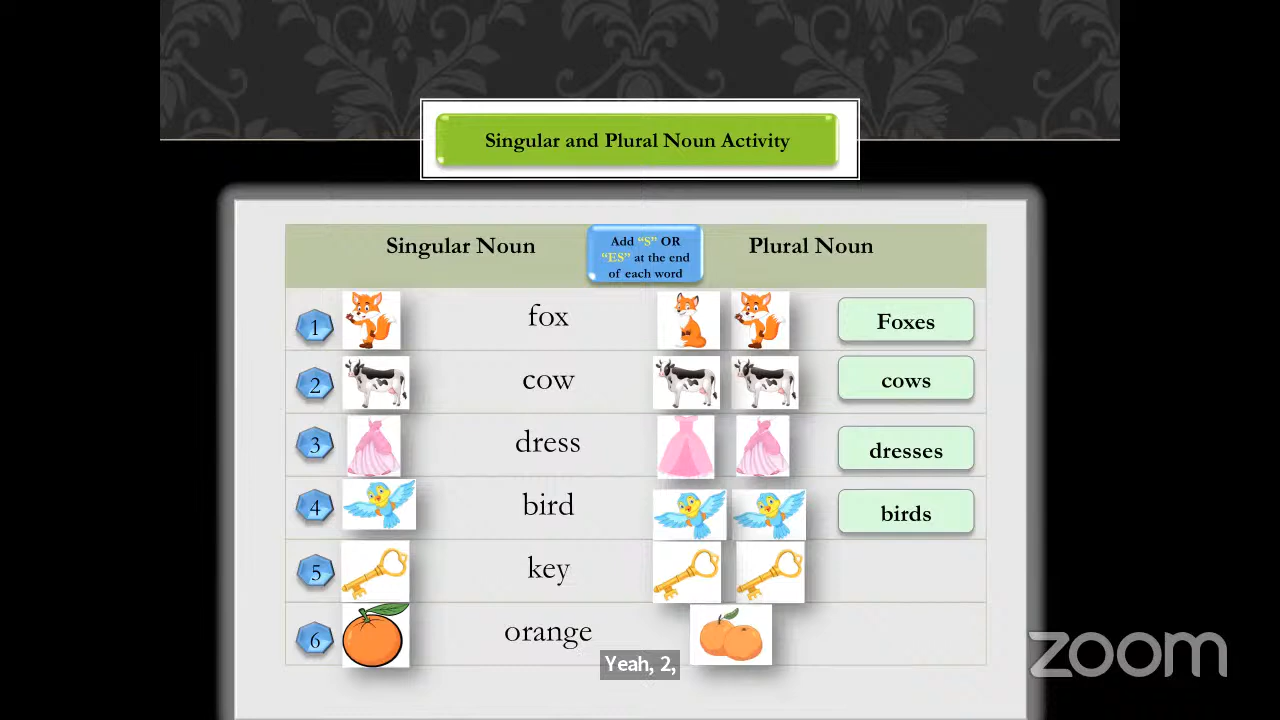 Singular and Plural Noun Activity
Singular Noun
Add “S” OR
“ES” at the end
of each word
Plural Noun
1 fox Foxes
2 cow cows
3 dress dresses
4 bird birds
5 key
6 orange
Yeah, 2,
zoom